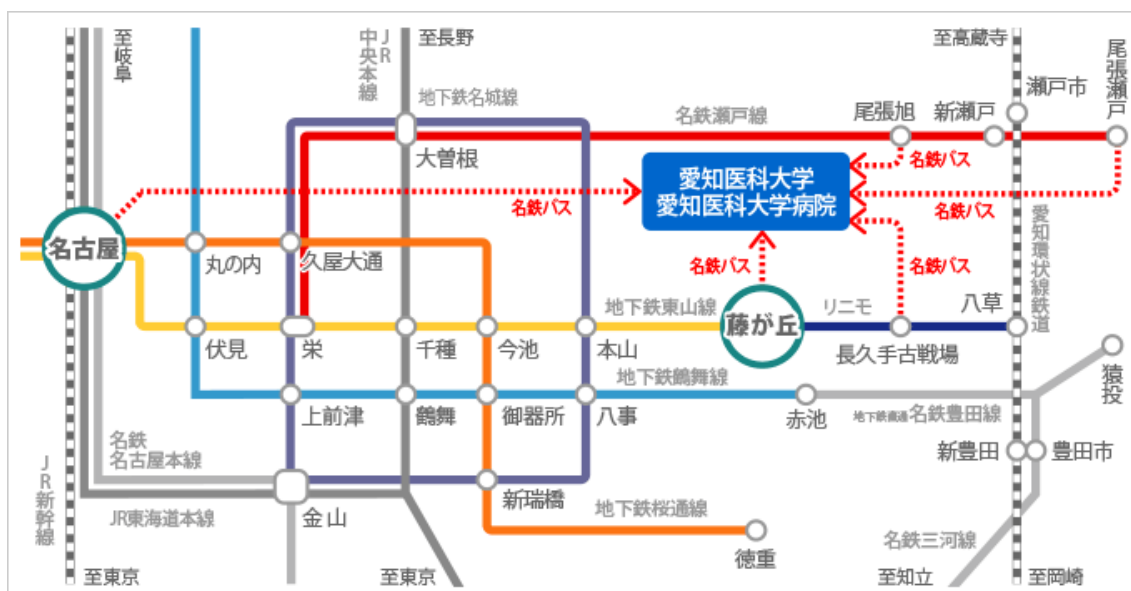 至岐阜
JR
中央本線
至長野
至高蔵寺
尾張瀬戸
瀬戸市
地下鉄名城線
名鉄瀬戸線
尾張旭
新瀬戸
大曽根
名鉄バス
愛知医科大学
愛知医科大学病院
名鉄バス
名鉄バス
名古屋
丸の内
久屋大通
名鉄バス
名鉄バス
愛知環状線鉄道
地下鉄東山線
藤が丘
リニモ
八草
伏見
栄
千種
今池
本山
長久手古戦場
猿投
地下鉄鶴舞線
上前津
鶴舞
御器所
八事
赤池
地下鉄直通名鉄豊田線
名鉄
名古屋本線
新豊田
豊田市
JR新幹線
JR東海道本線
金山
新瑞橋
地下鉄桜通線
徳重
名鉄三河線
至東京
至東京
至知立
至岡崎